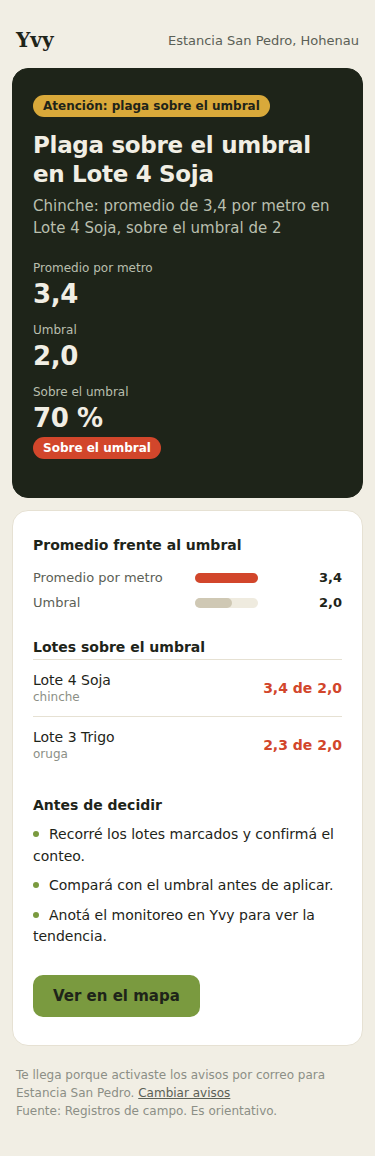 Yvy
Estancia San Pedro, Hohenau
Atención: plaga sobre el umbral
Plaga sobre el umbral
en Lote 4 Soja
Chinche: promedio de 3,4 por metro en
Lote 4 Soja, sobre el umbral de 2
Promedio por metro
3,4
Umbral
2,0
Sobre el umbral
70 %
Sobre el umbral
Promedio frente al umbral
Promedio por metro 3,4
Umbral 2,0
Lotes sobre el umbral
Lote 4 Soja
chinche
3,4 de 2,0
Lote 3 Trigo
oruga
2,3 de 2,0
Antes de decidir
Recorré los lotes marcados y confirmá el
conteo.
Compará con el umbral antes de aplicar.
Anotá el monitoreo en Yvy para ver la
tendencia.
Ver en el mapa
Te llega porque activaste los avisos por correo para
Estancia San Pedro. Cambiar avisos
Fuente: Registros de campo. Es orientativo.